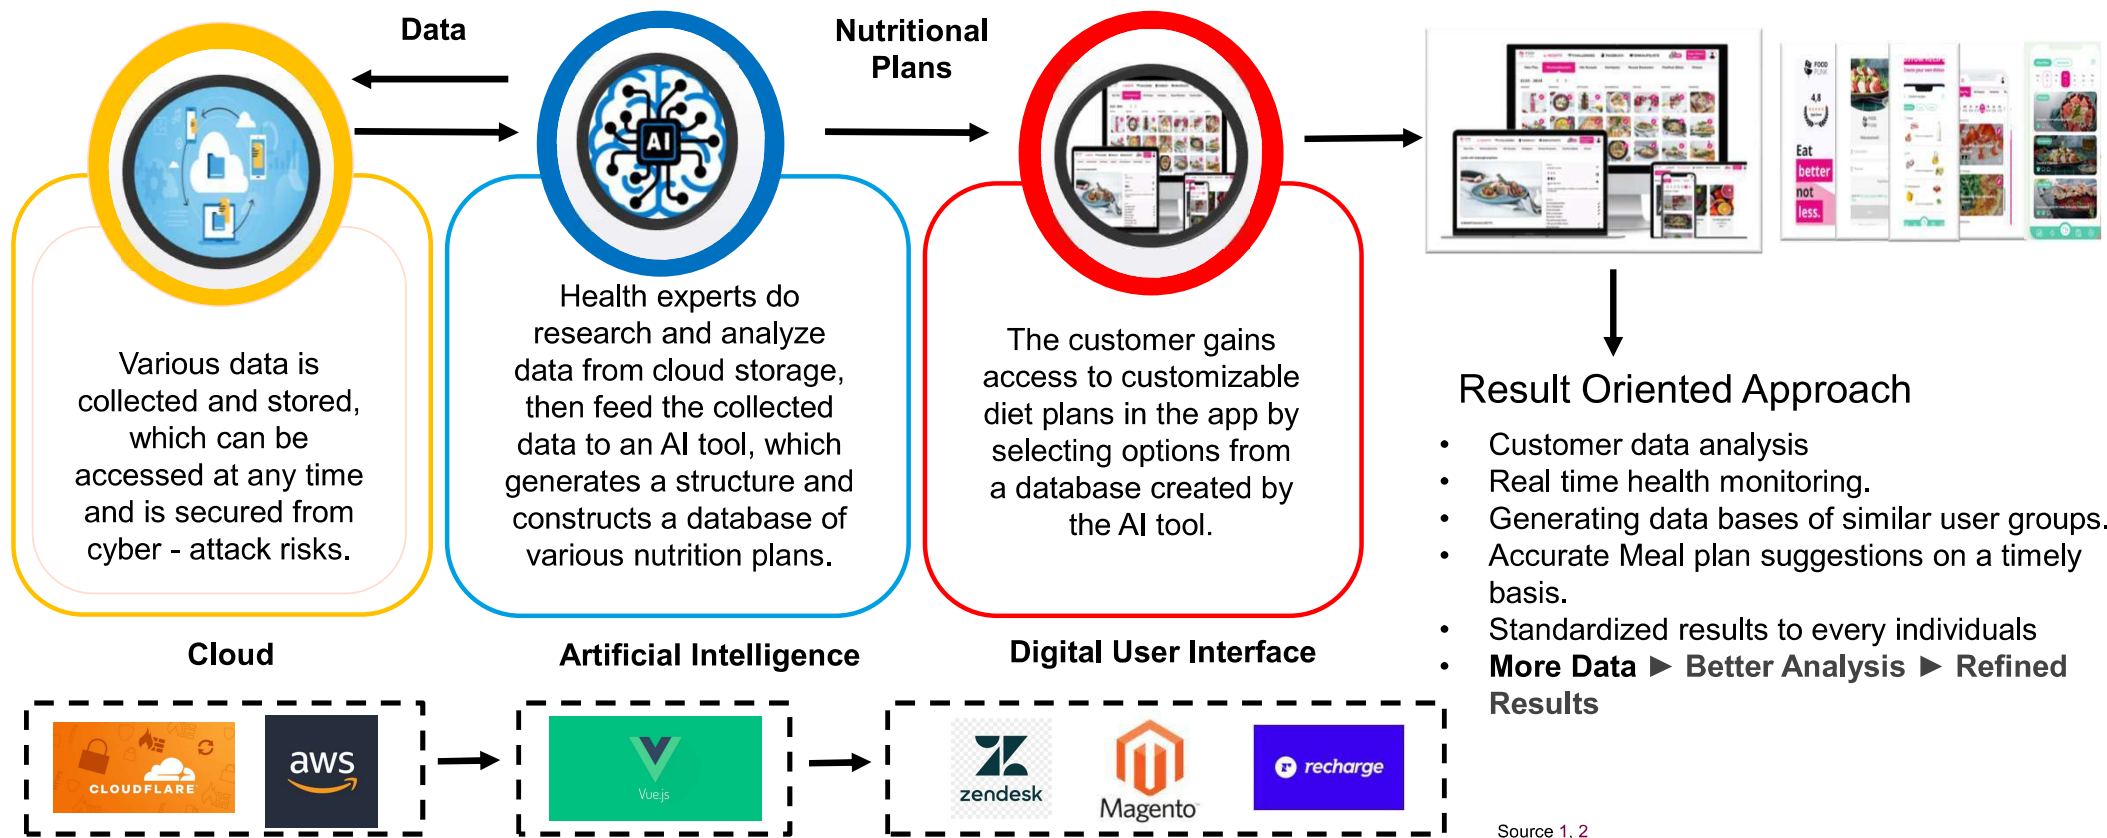 Data
Nutritional
Plans
AI
FOOD
PUNK
4,8
Eat
better
not
less.
Various data is
collected and stored,
which can be
accessed at any time
and is secured from
cyber - attack risks.
Health experts do
research and analyze
data from cloud storage,
then feed the collected
data to an AI tool, which
generates a structure and
constructs a database of
various nutrition plans.
The customer gains
access to customizable
diet plans in the app by
selecting options from
a database created by
the AI tool.
Result Oriented Approach
• Customer data analysis
• Real time health monitoring.
• Generating data bases of similar user groups.
• Accurate Meal plan suggestions on a timely
basis.
• Standardized results to every individuals
• More Data ► Better Analysis ► Refined
Results
Cloud
Artificial Intelligence
Digital User Interface
CLOUDFLARE
aws
Vue.js
zendesk
Magento
recharge
Source 1, 2